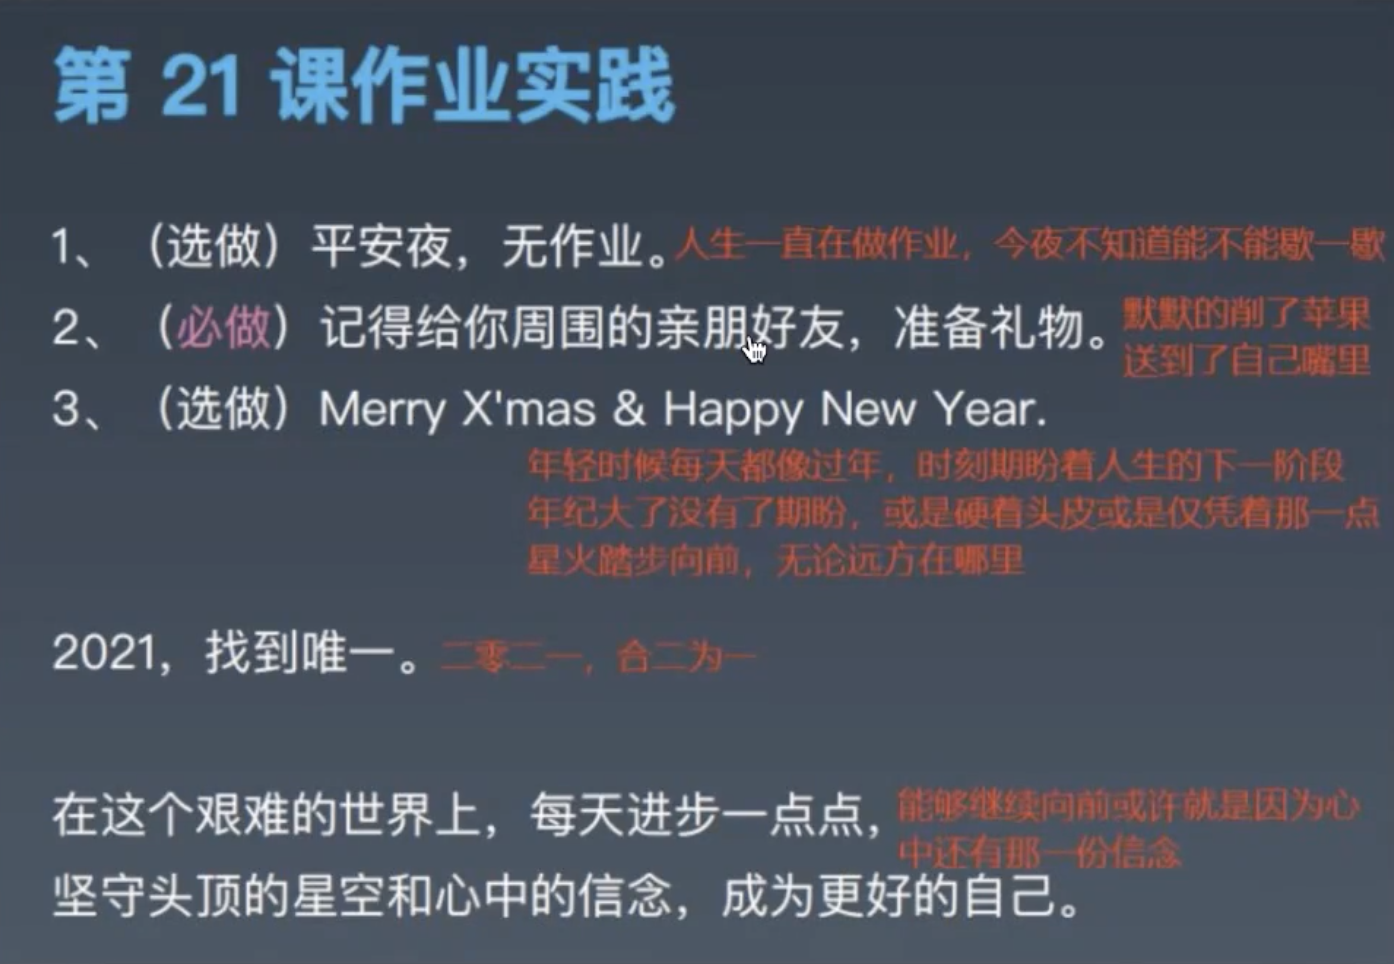 第 21 课作业实践
1、（选做）平安夜，无作业。人生一直在做作业，今夜不知道能不能歇一歇
2、（必做）记得给你周围的亲朋好友，准备礼物。默默的削了苹果
送到了自己嘴里
3、（选做）Merry X'mas & Happy New Year.
年轻时候每天都像过年，时刻期盼着人生的下一阶段
年纪大了没有了期盼，或是硬着头皮或是仅凭着那一点
星火踏步向前，无论远方在哪里
2021，找到唯一。二零二一，合二为一
在这个艰难的世界上，每天进步一点点，能够继续向前或许就是因为心
中还有那一份信念
坚守头顶的星空和心中的信念，成为更好的自己。